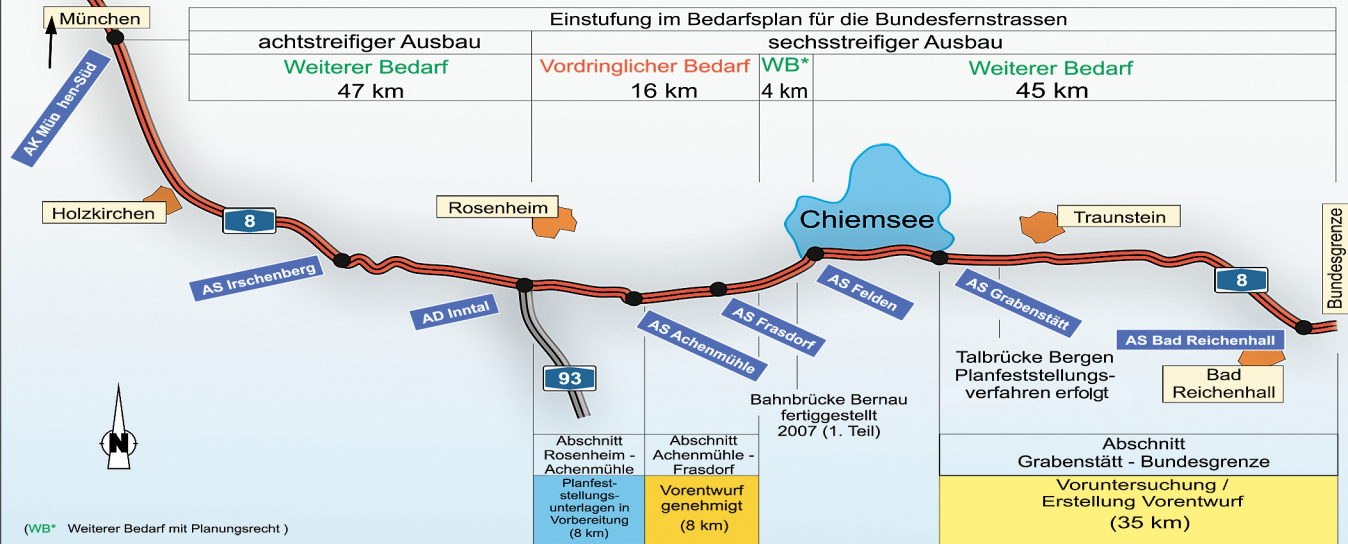 München
Einstufung im Bedarfsplan für die Bundesfernstrassen
achtstreifiger Ausbau
sechsstreifiger Ausbau
Weiterer Bedarf
Vordringlicher Bedarf
WB*
Weiterer Bedarf
47 km
16 km
4 km
45 km
AK Mün hen-Süd
Holzkirchen
8
AS Irschenberg
Rosenheim
AD Inntal
93
AS Achenmühle
AS Frasdorf
Chiemsee
AS Felden
AS Grabenstätt
Traunstein
8
Bundesgrenze
AS Bad Reichenhall
Bad
Reichenhall
Talbrücke Bergen
Planfeststellungs-
verfahren erfolgt
Bahnbrücke Bernau
fertiggestellt
2007 (1. Teil)
N
Abschnitt
Rosenheim -
Achenmühle
Planfest-
stellungs-
unterlagen in
Vorbereitung
(8 km)
Abschnitt
Achenmühle -
Frasdorf
Vorentwurf
genehmigt
(8 km)
Abschnitt
Grabenstätt - Bundesgrenze
Voruntersuchung /
Erstellung Vorentwurf
(35 km)
(WB* Weiterer Bedarf mit Planungsrecht )